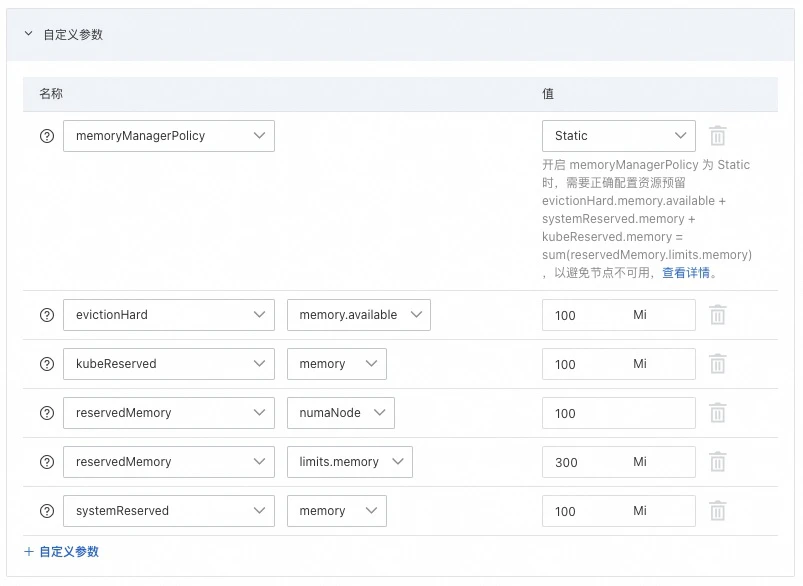 自定义参数
名称 值
memoryManagerPolicy Static
开启 memoryManagerPolicy 为 Static
时，需要正确配置资源预留
evictionHard.memory.available +
systemReserved.memory +
kubeReserved.memory =
sum(reservedMemory.limits.memory)
，以避免节点不可用，查看详情。
evictionHard memory.available 100 Mi
kubeReserved memory 100 Mi
reservedMemory numaNode 100
reservedMemory limits.memory 300 Mi
systemReserved memory 100 Mi
+ 自定义参数